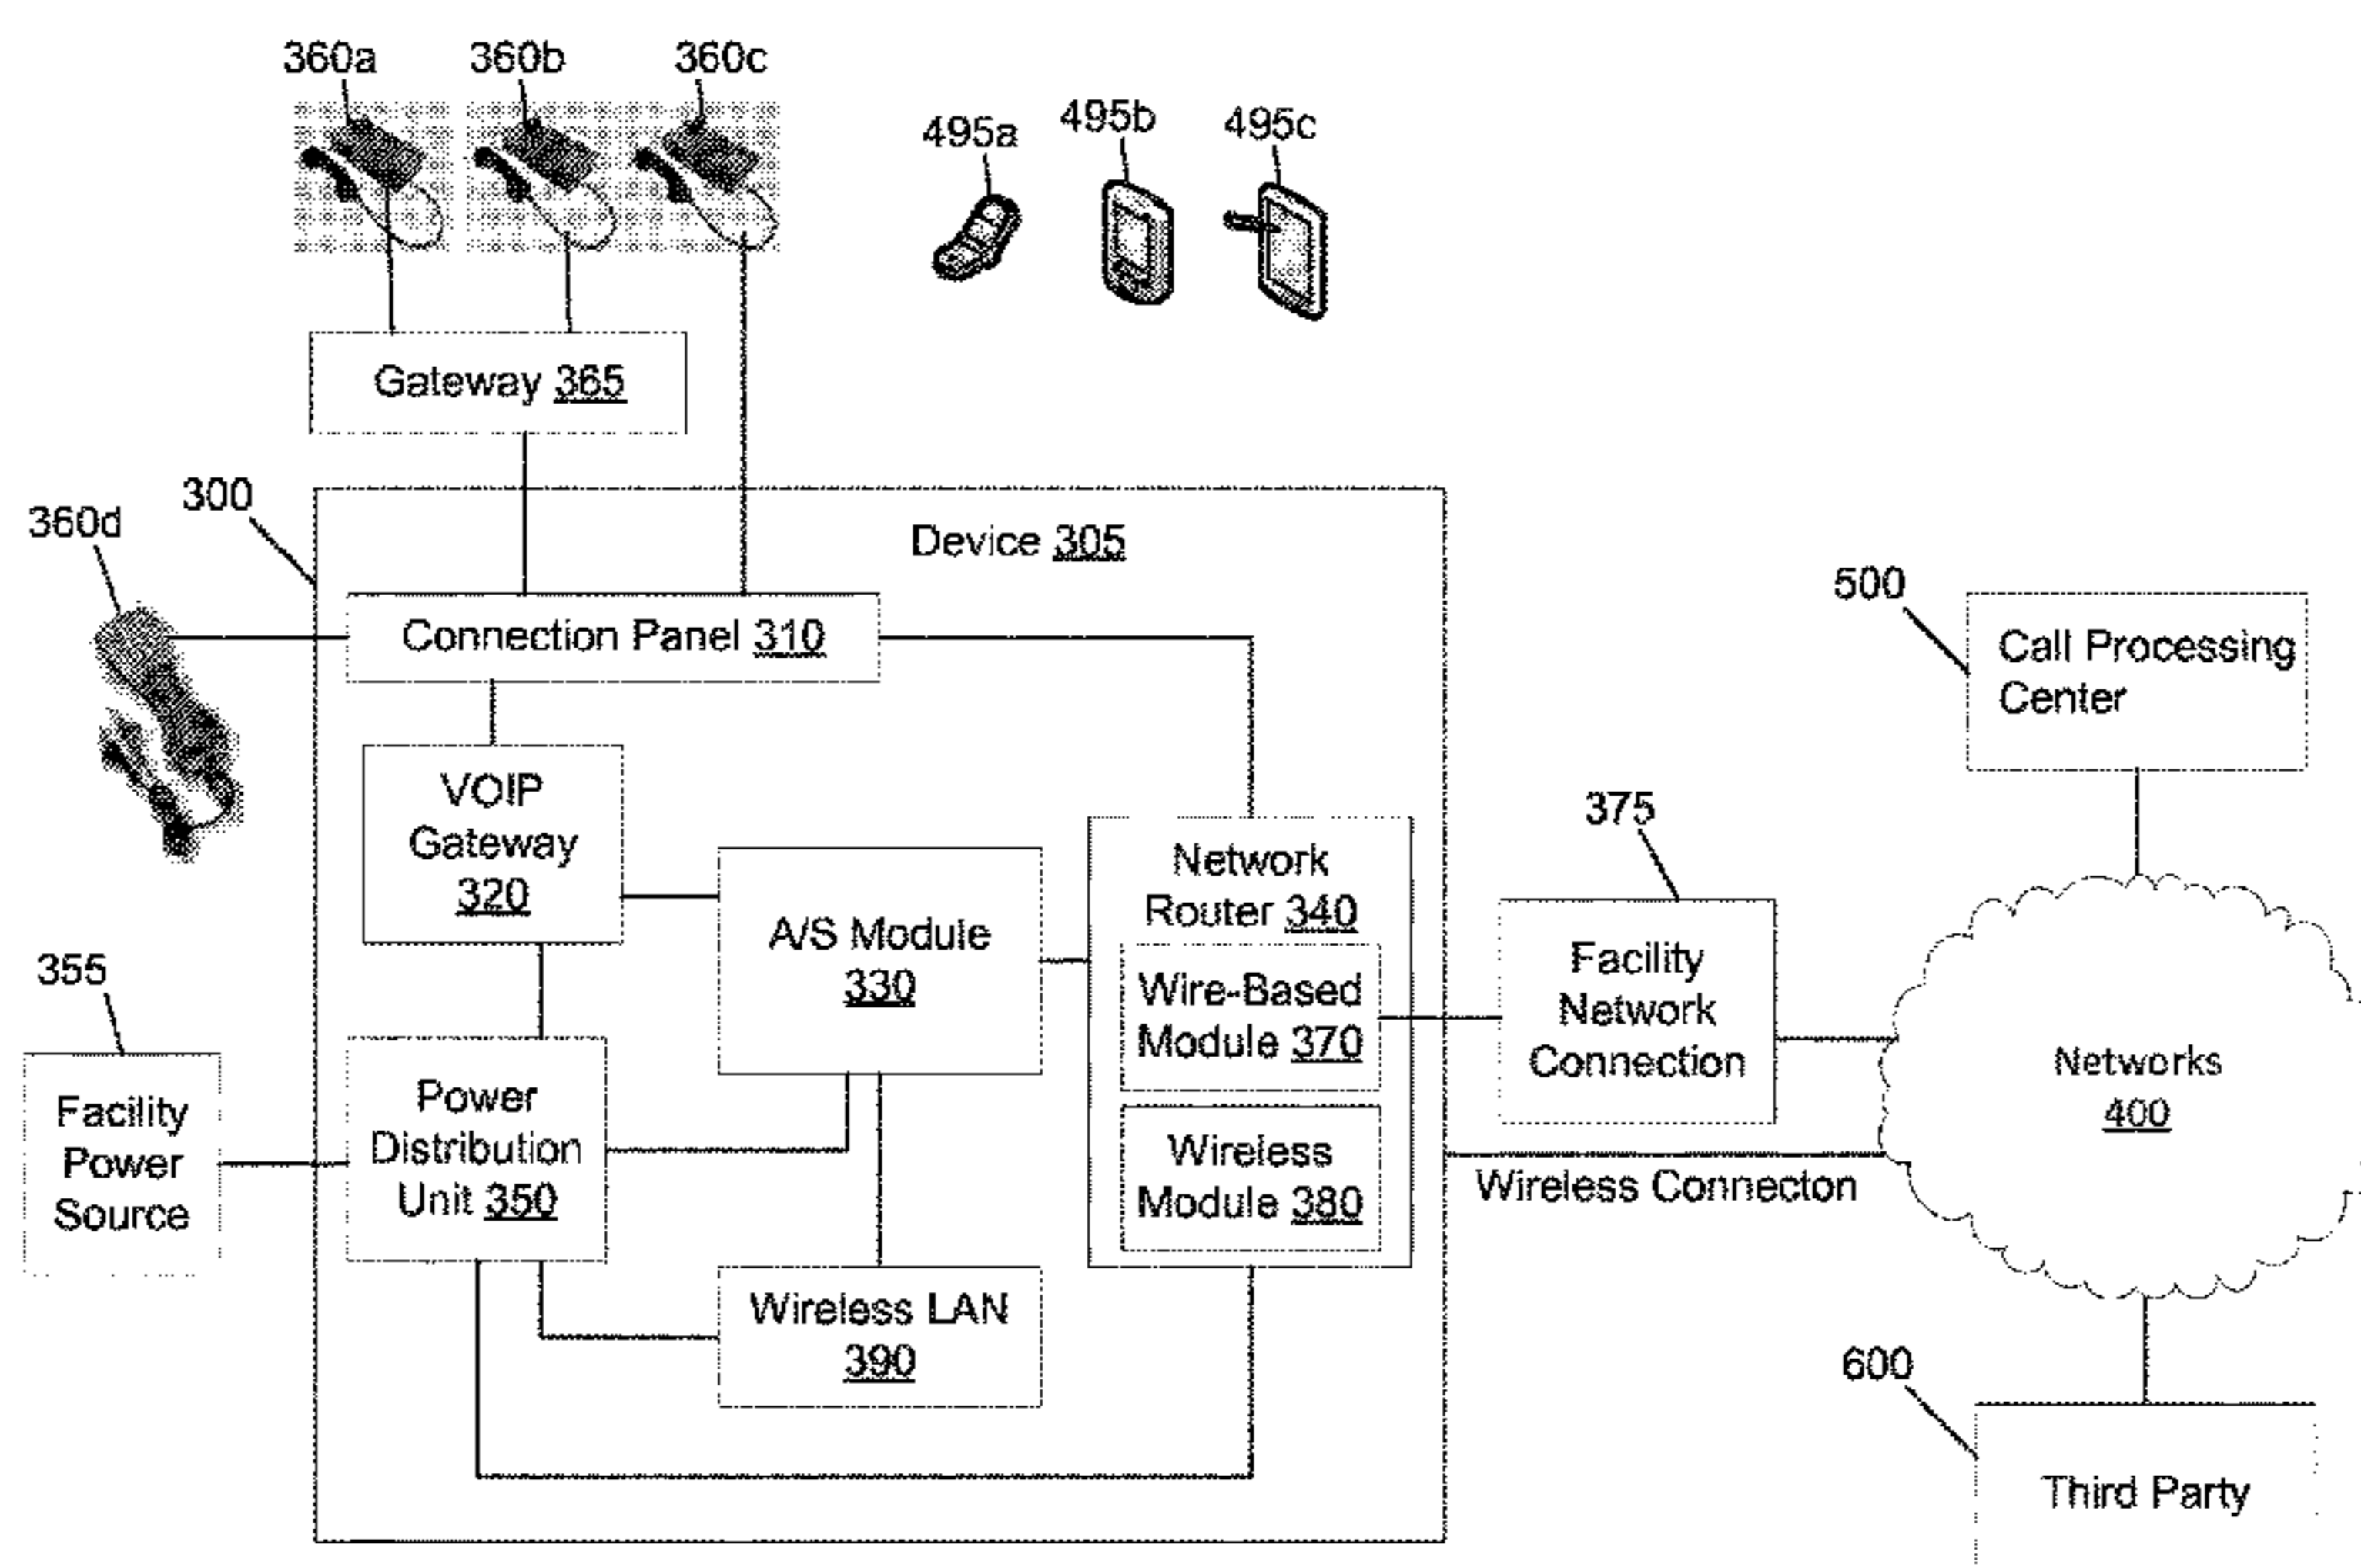 360a
360b
360c
495a
495b
495c
Gateway 365
300
360d
Device 305
Connection Panel 310
500
Call Processing
Center
VOIP
Gateway
320
375
Network
Router 340
A/S Module
330
Facility
Network
Connection
355
Wire-Based
Module 370
Networks
400
Facility
Power
Source
Power
Distribution
Unit 350
Wireless
Module 380
Wireless Connecton
Wireless LAN
390
600
Third Party